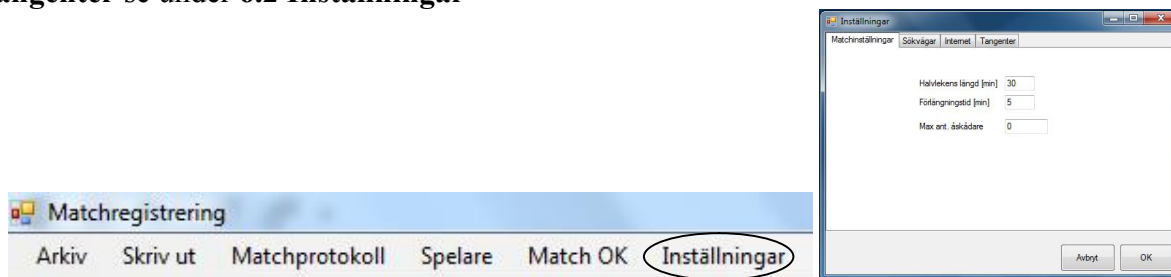 se under 6.2 Inställningar
Inställningar
Matchinställningar Sökvägar Internet Tangenter
Halvlekens längd [min] 30
Förlängningstid [min] 5
Max ant. åskådare 0
Avbryt OK
Matchregistrering
Arkiv Skriv ut Matchprotokoll Spelare Match OK Inställningar